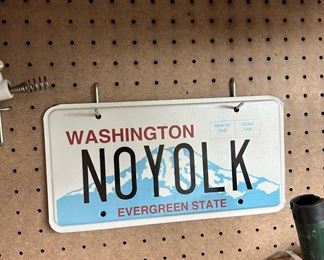 WASHINGTON
MONTH TAB
YEAR TAB
NOYOLK
EVERGREEN STATE